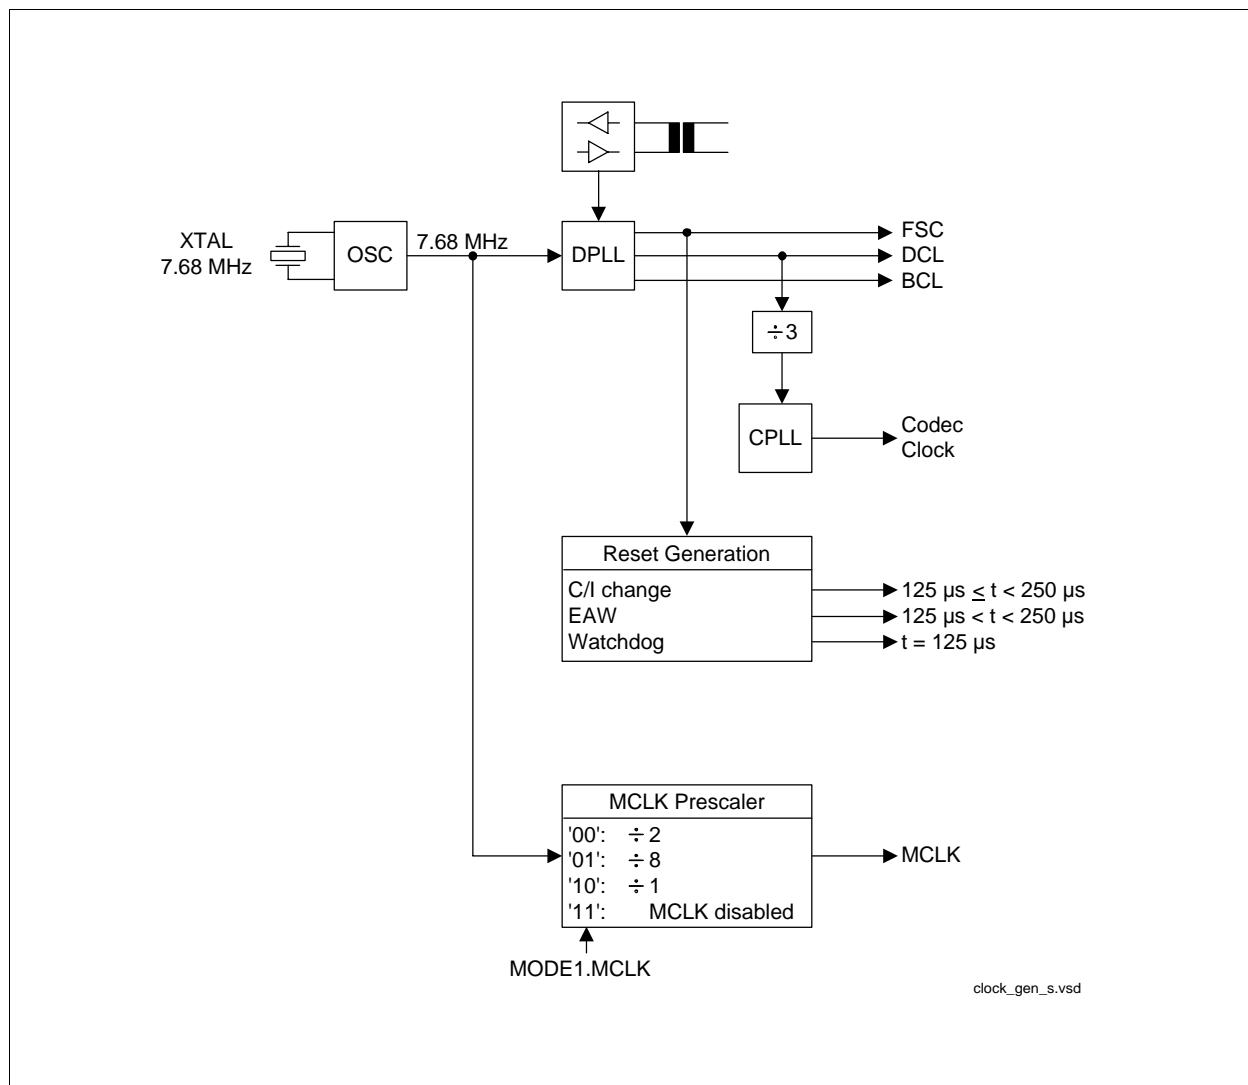 XTAL
7.68 MHz
OSC
7.68 MHz
DPLL
FSC
DCL
BCL
÷3
CPLL
Codec
Clock
Reset Generation
C/I change
EAW
Watchdog
125 µs ≤ t < 250 µs
125 µs < t < 250 µs
t = 125 µs
MCLK Prescaler
'00': ÷2
'01': ÷8
'10': ÷1
'11': MCLK disabled
MCLK
MODE1.MCLK
clock_gen_s.vsd